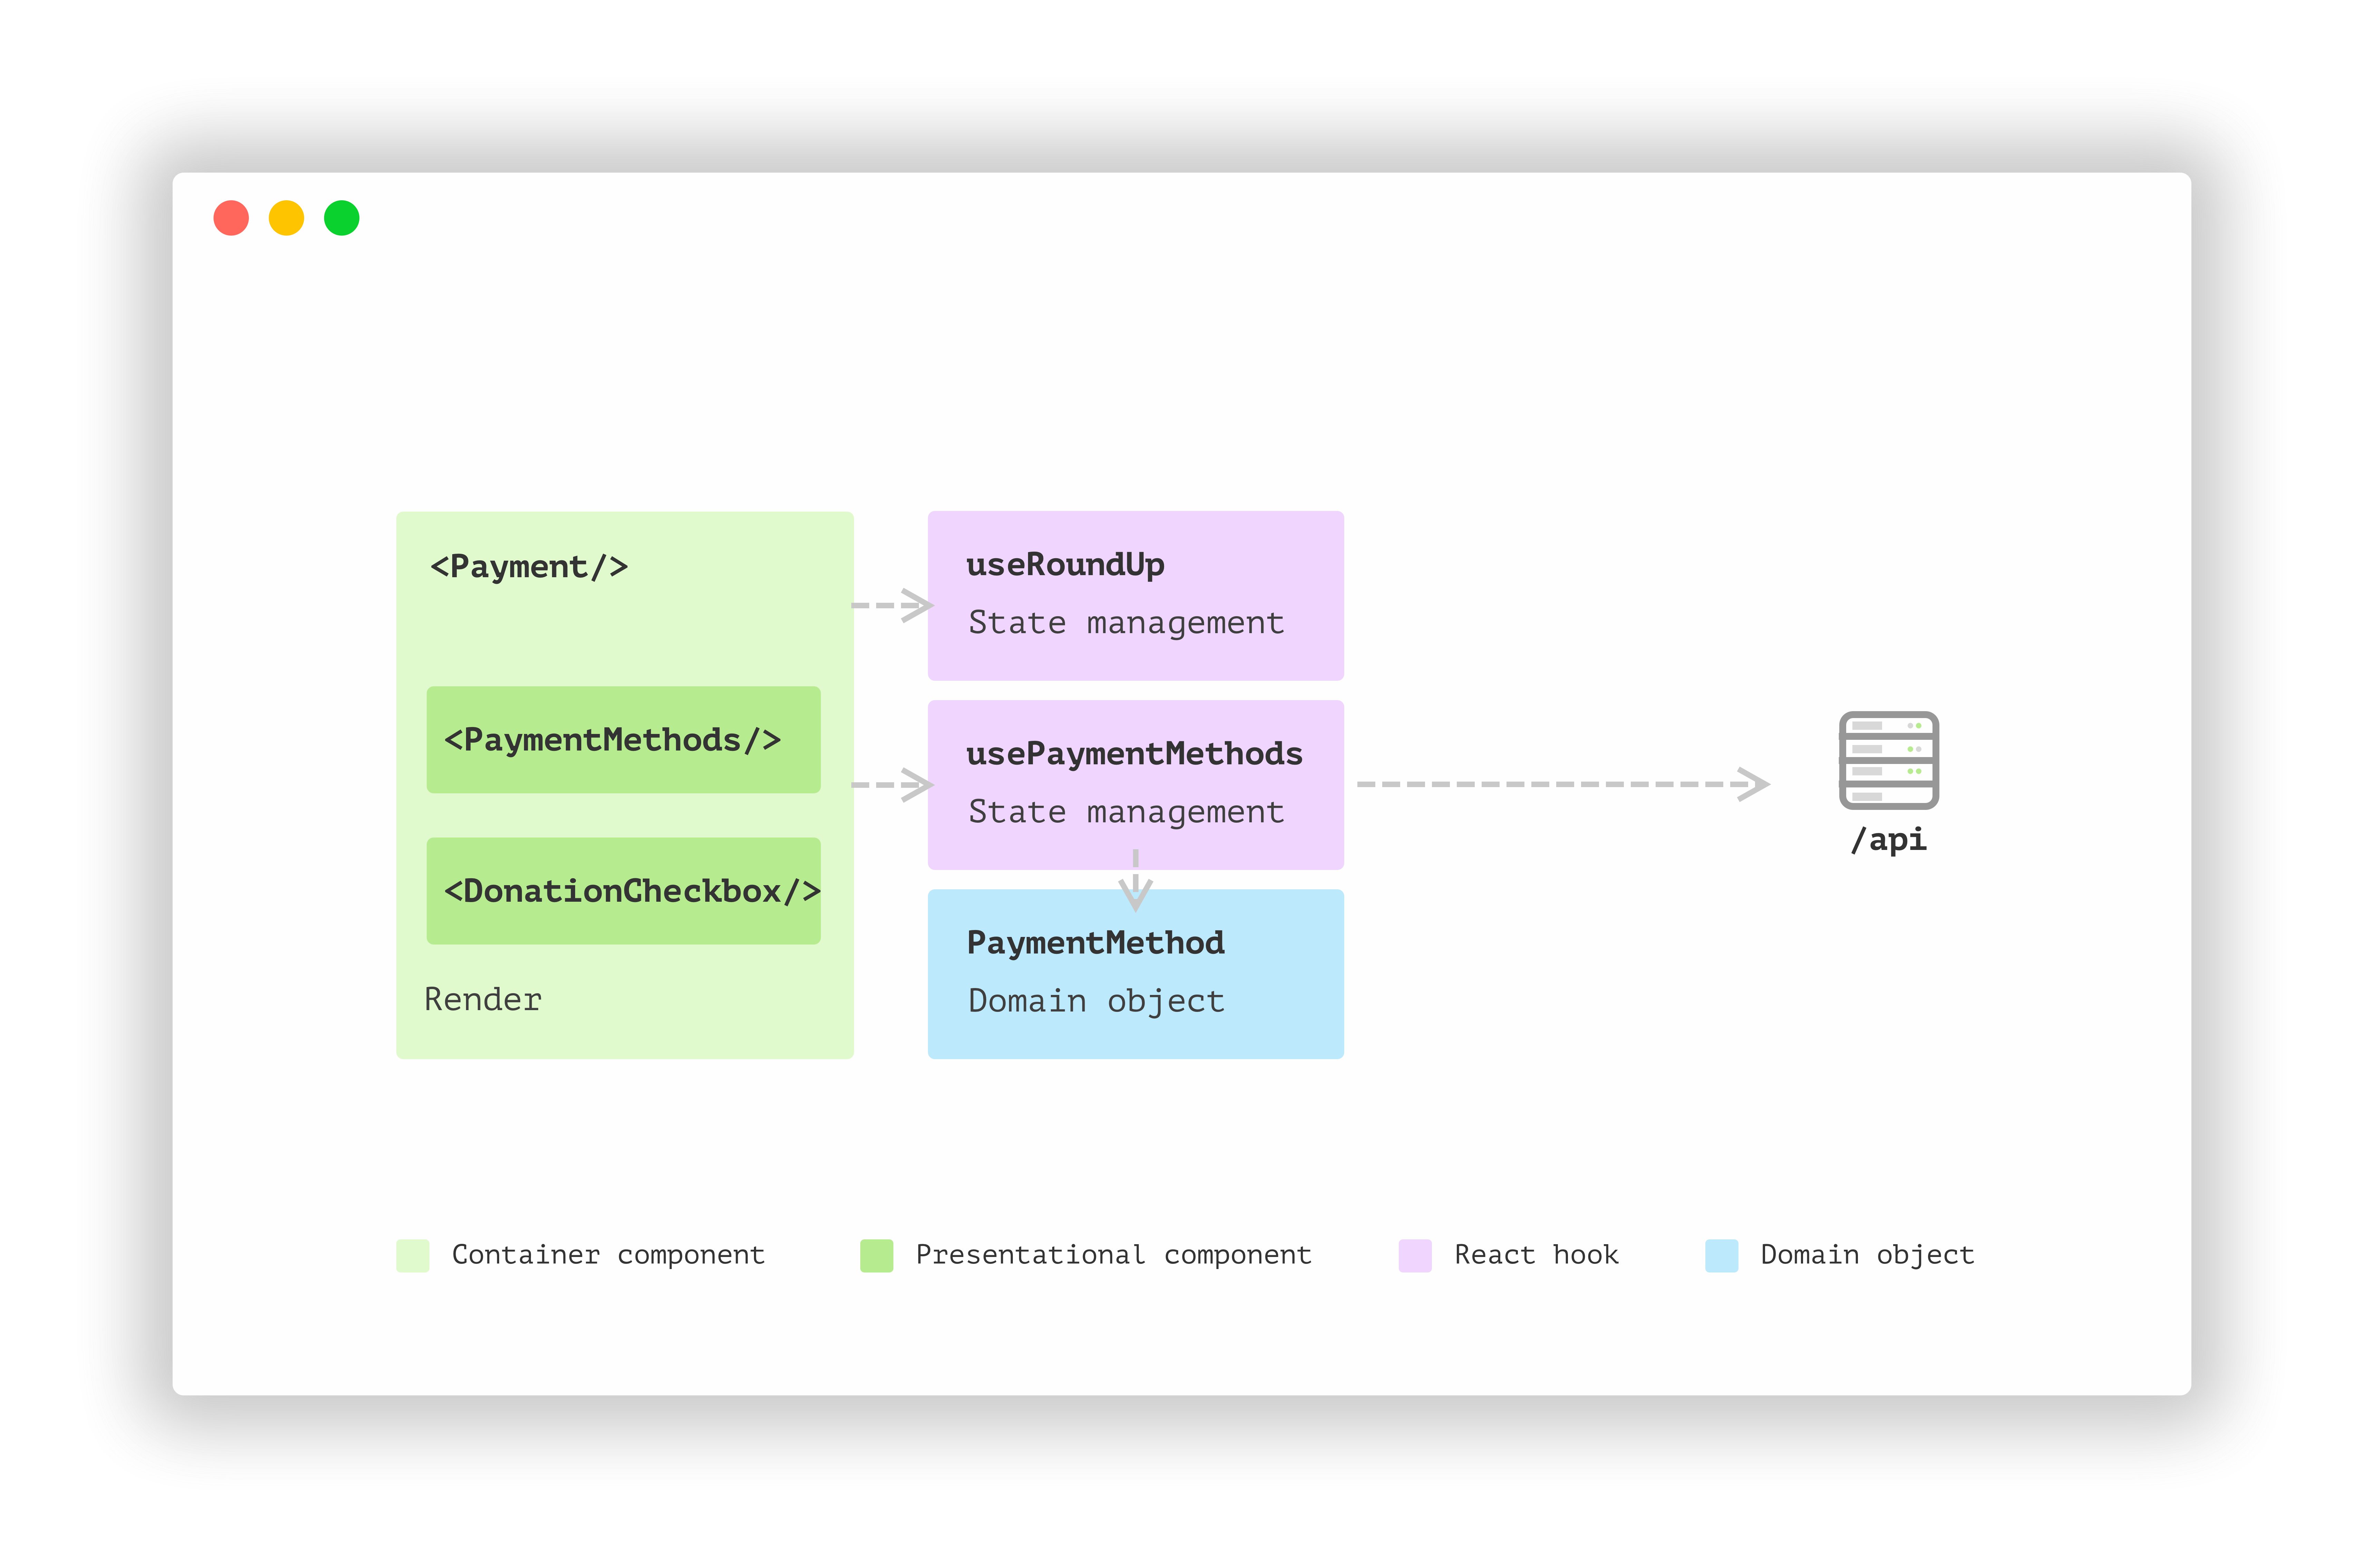 <Payment/>
<PaymentMethods/>
<DonationCheckbox/>
Render
useRoundUp
State management
usePaymentMethods
State management
PaymentMethod
Domain object
/api
Container component
Presentational component
React hook
Domain object